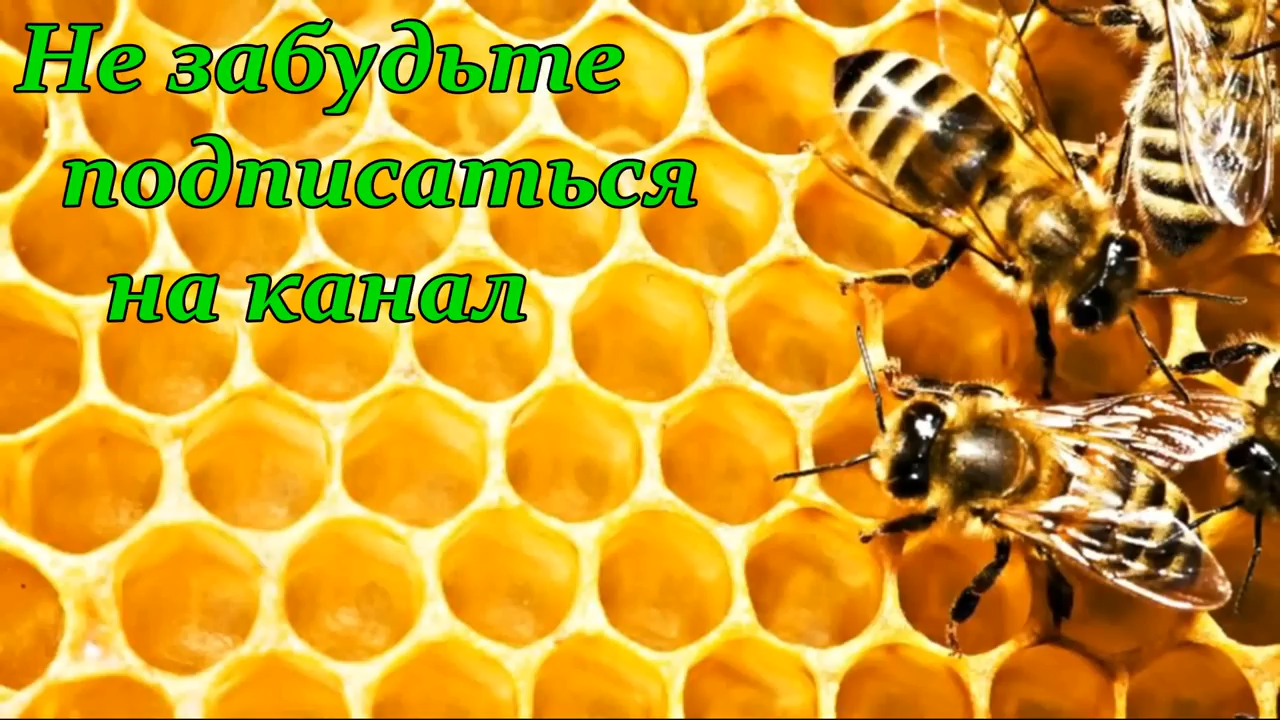 Не забудьте
подписаться
на канал